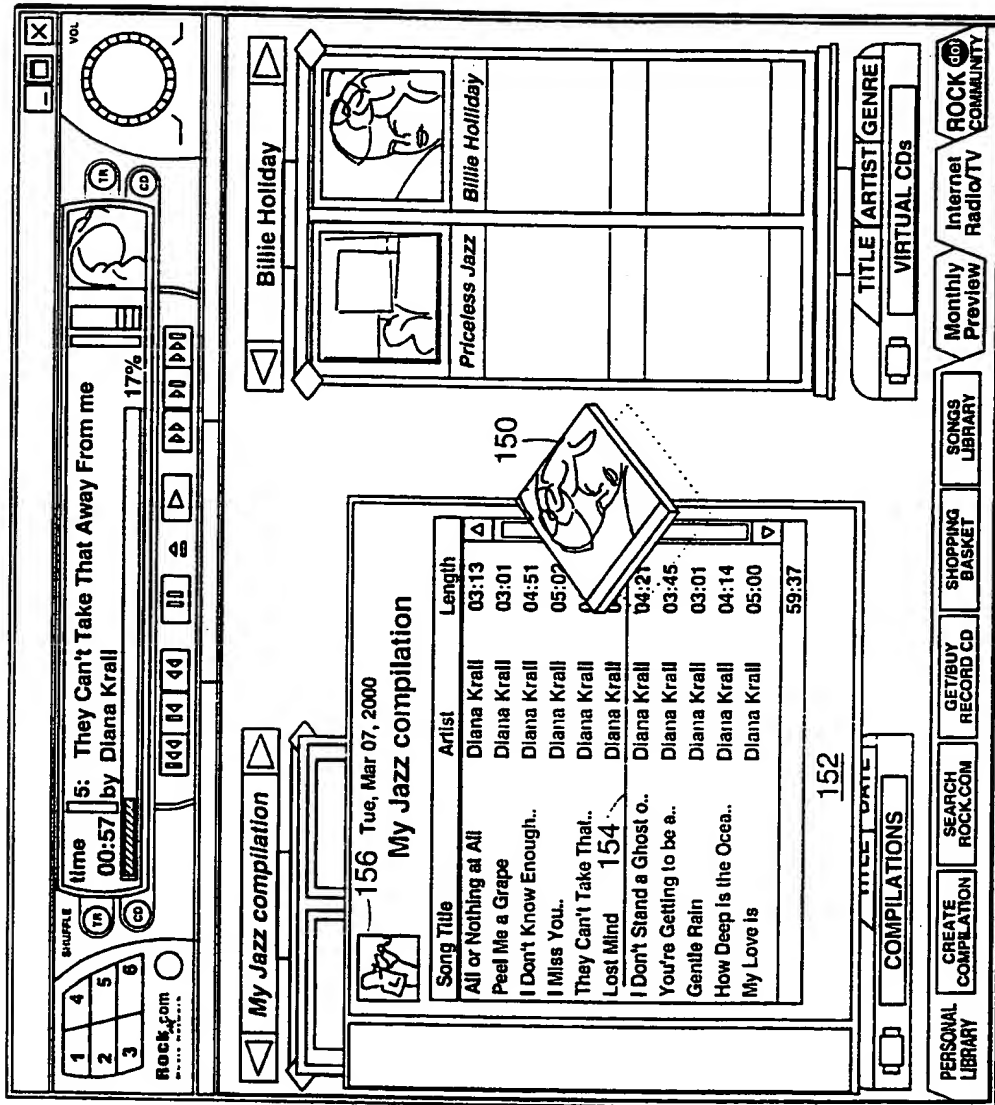 VOL
SHUFFLE
1 4
2 5
3 6
Rock.com
TR
CD
time
00:57
5: They Can't Take That Away From me
by Diana Krall
17%
TR
CD
My Jazz compilation
156
Tue, Mar 07, 2000
My Jazz compilation
Song Title Artist Length
All or Nothing at All Diana Krall 03:13
Peel Me a Grape Diana Krall 03:01
I Don't Know Enough.. Diana Krall 04:51
I Miss You.. Diana Krall 05:02
They Can't Take That.. Diana Krall
Lost Mind Diana Krall
154
I Don't Stand a Ghost o.. Diana Krall 04:21
You're Getting to be a.. Diana Krall 03:45
Gentle Rain Diana Krall 03:01
How Deep Is the Ocea.. Diana Krall 04:14
My Love is Diana Krall 05:00
59:37
152
TITLE DATE
COMPILATIONS
150
Billie Holiday
Priceless Jazz
Billie Holliday
TITLE ARTIST GENRE
VIRTUAL CDs
PERSONAL LIBRARY
CREATE COMPILATION
SEARCH ROCK.COM
GET/BUY RECORD CD
SHOPPING BASKET
SONGS LIBRARY
Monthly Preview
Internet Radio/TV
ROCK dot COMMUNITY